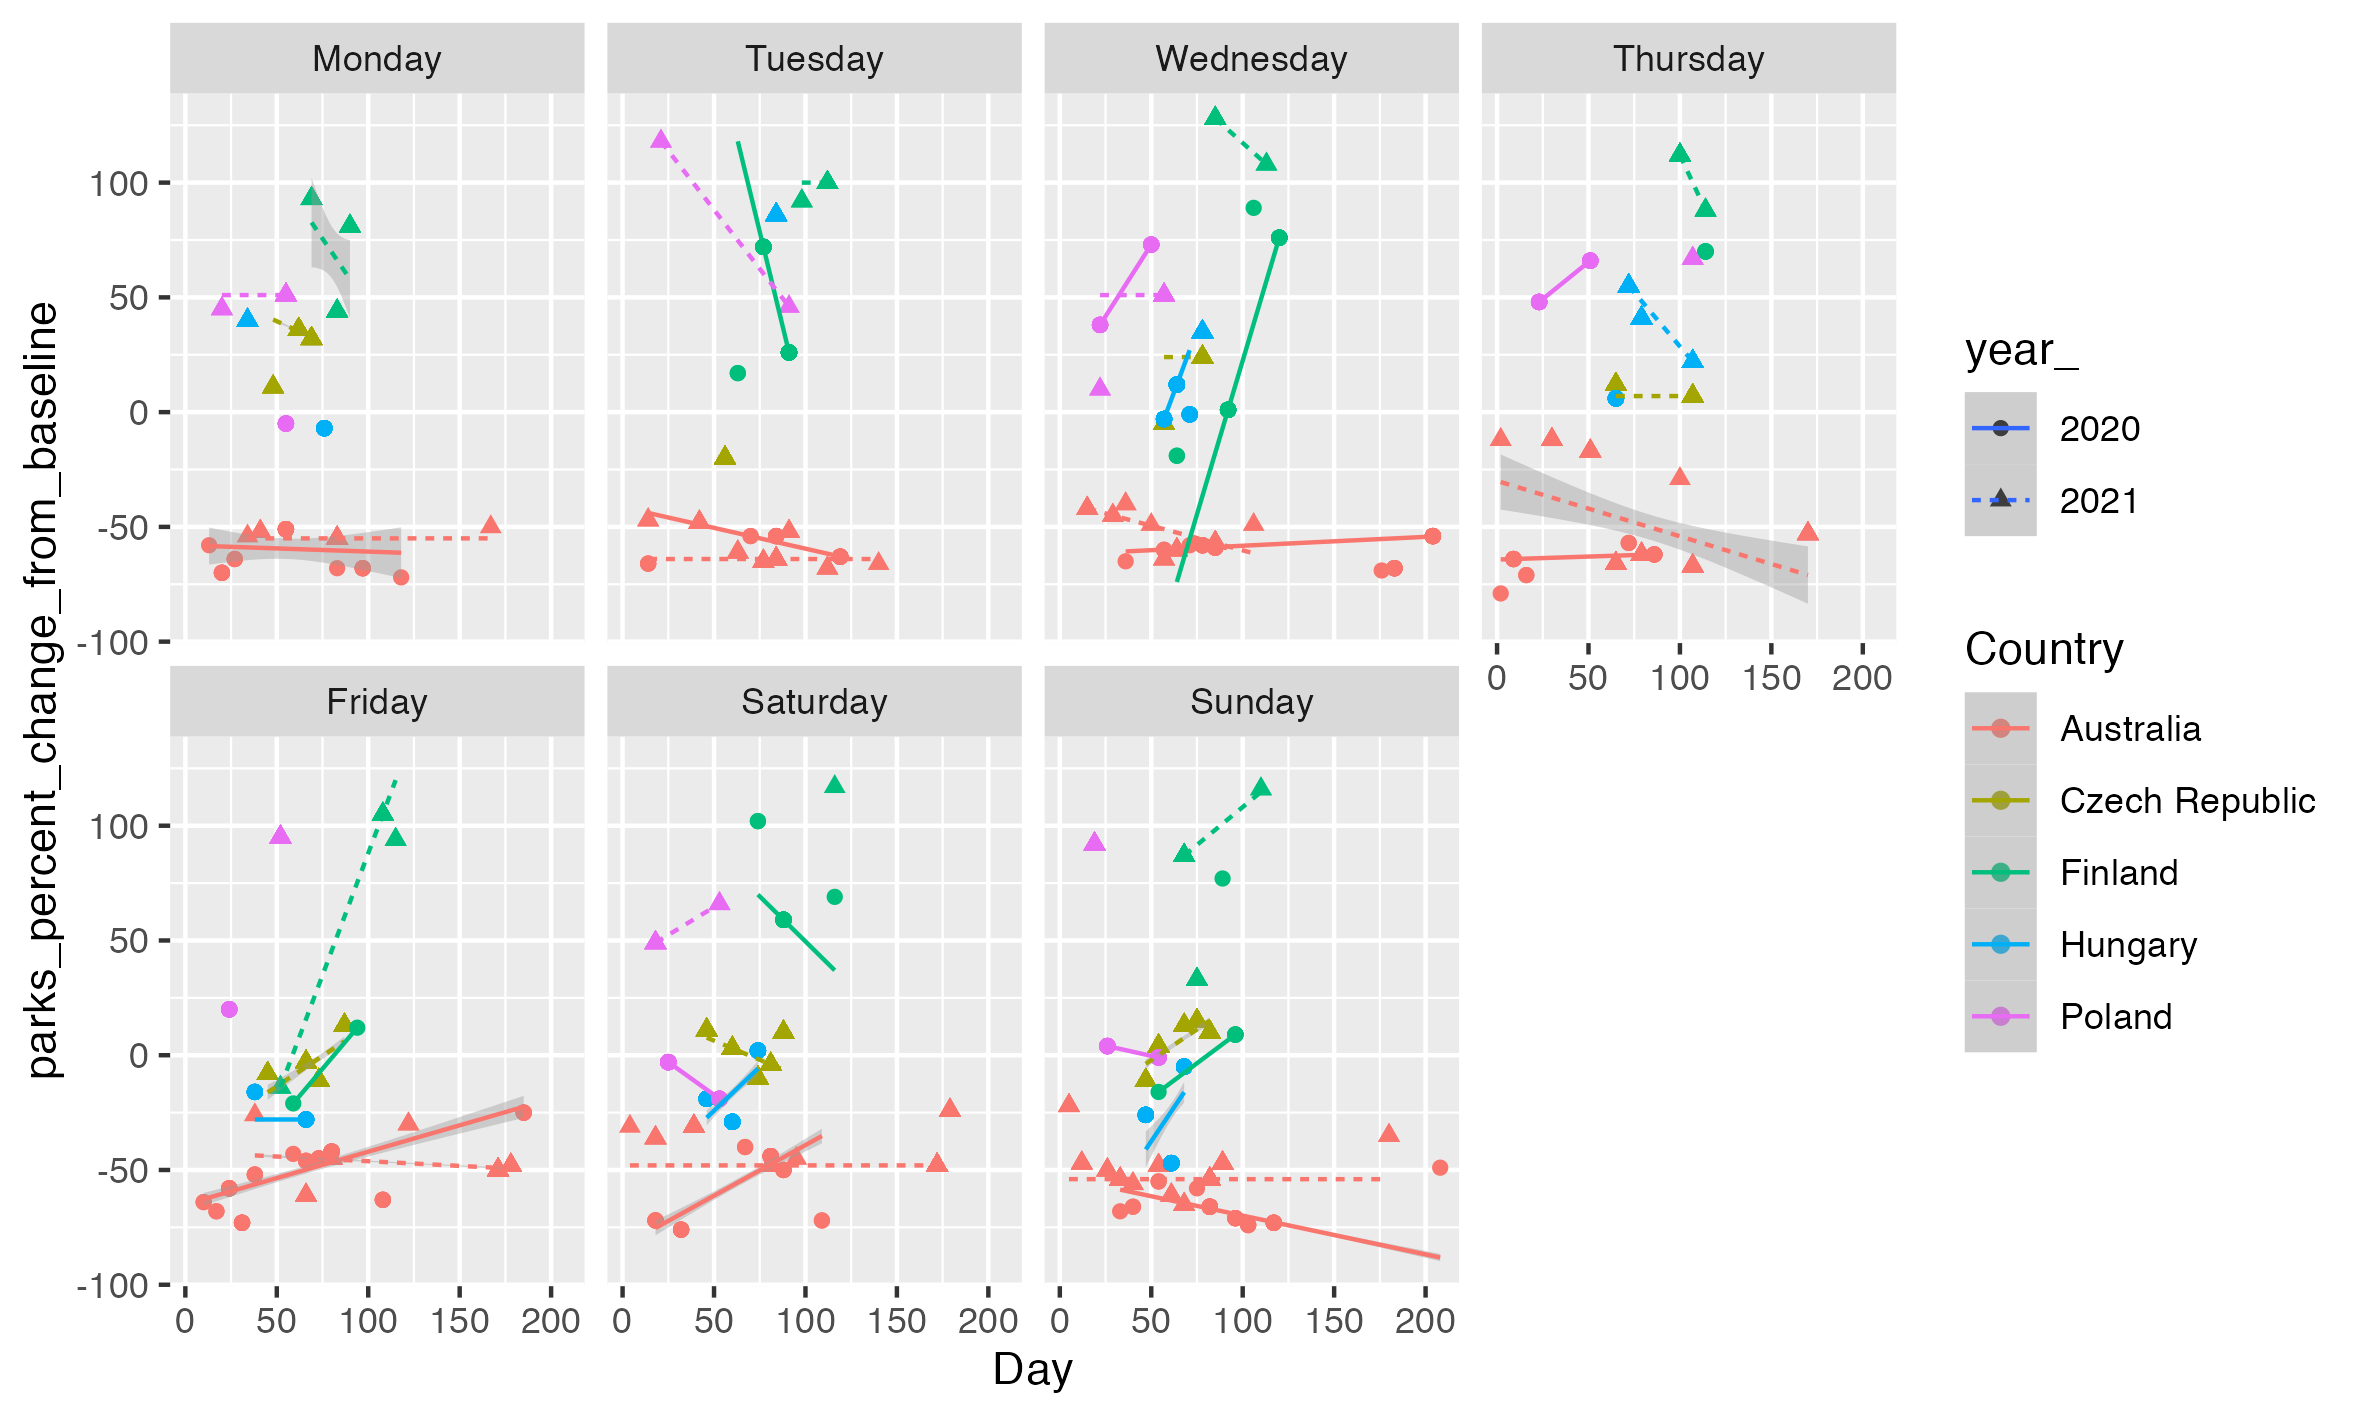 Monday
Tuesday
Wednesday
Thursday
100
50
0
-50
-100
0 50 100 150 200
Friday
Saturday
Sunday
100
50
0
-50
-100
0 50 100 150 200
0 50 100 150 200
0 50 100 150 200
Day
parks_percent_change_from_baseline
year_
2020
2021
Country
Australia
Czech Republic
Finland
Hungary
Poland